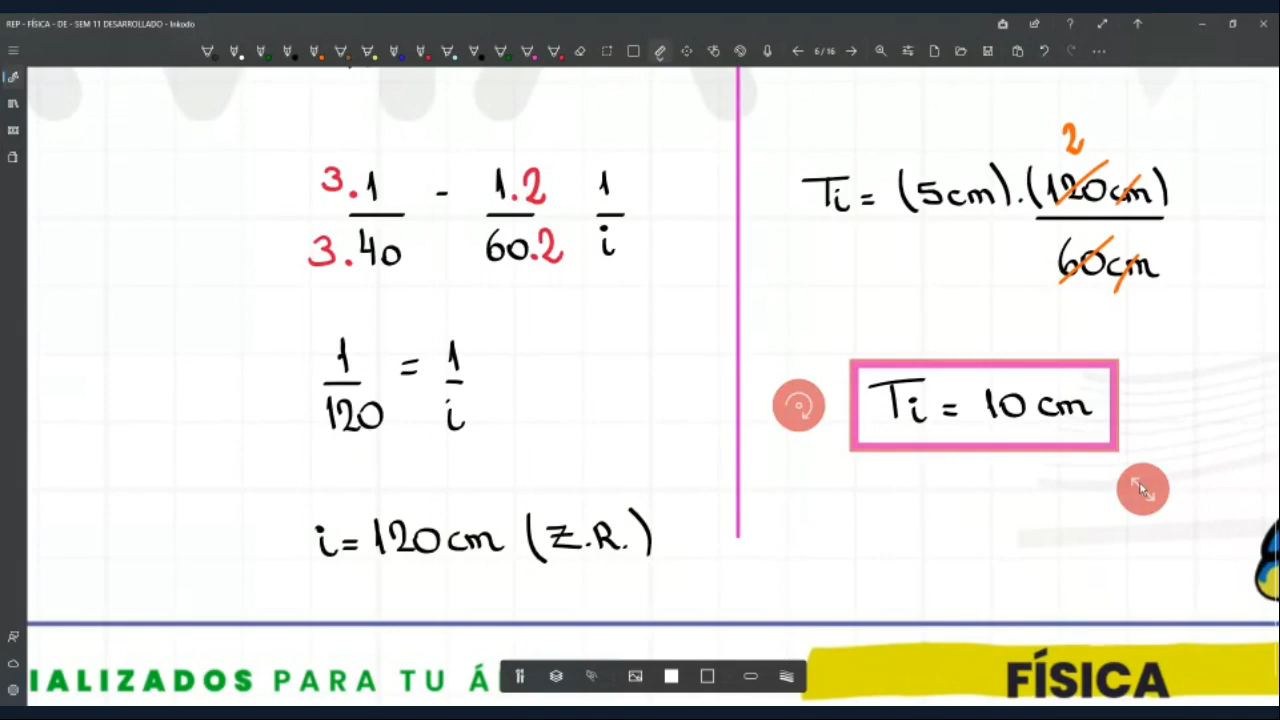 REP - FÍSICA - DE - SEM 11 DESARROLLADO - Inkodo
6/16
3.1/3.40 - 1.2/60.2 1/i
1/120 = 1/i
i = 120 cm (Z.R.)
Ti = (5cm).(120cm)/60cm
2
Ti = 10 cm
IALIZADOS PARA TU Á
FÍSICA